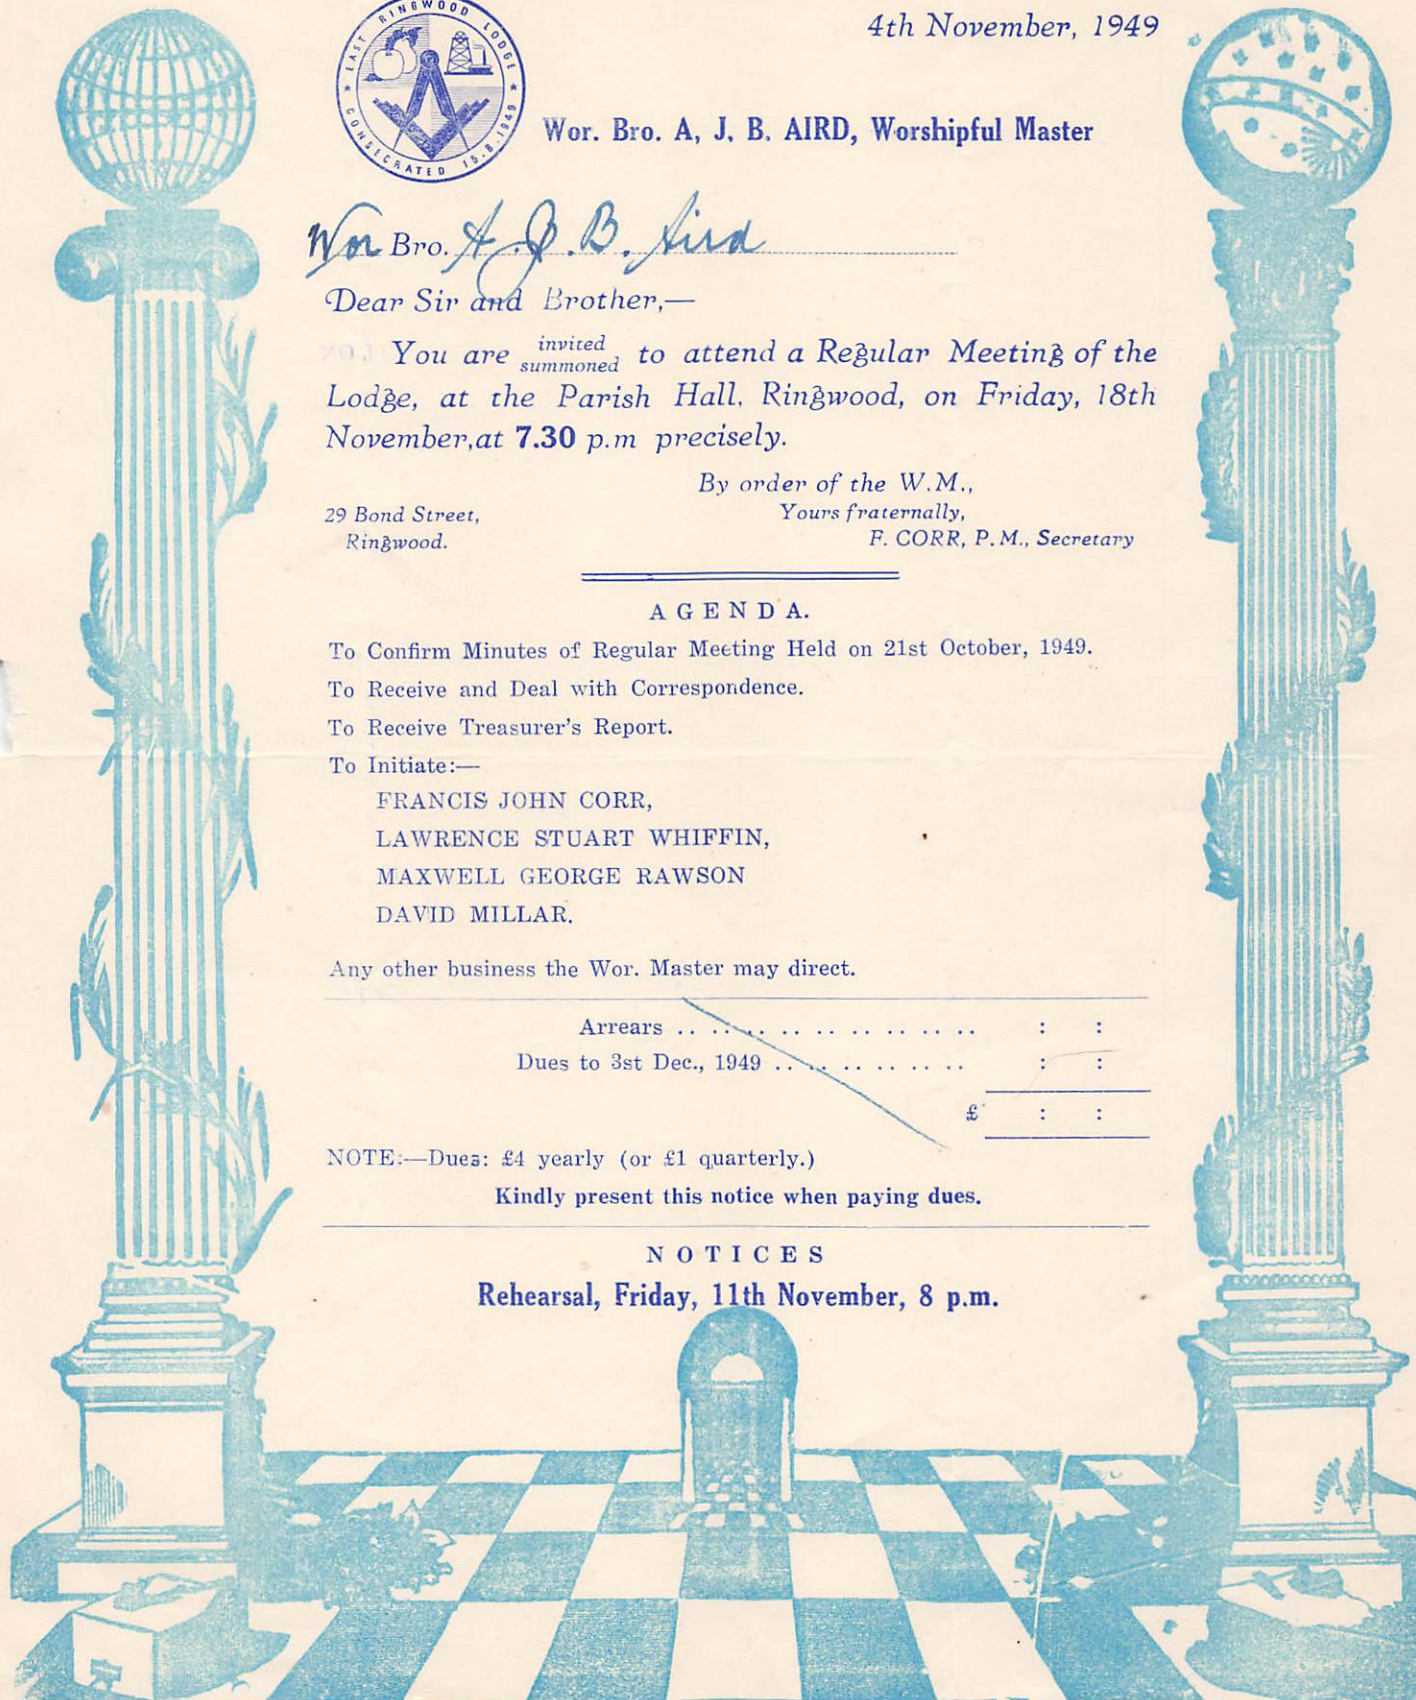 4th November, 1949
EAST RINGWOOD LODGE
CONSECRATED 15.8.1949
Wor. Bro. A, J. B. AIRD, Worshipful Master
Wor Bro. A. J. B. Aird
Dear Sir and Brother,—
You are invited summoned to attend a Regular Meeting of the
Lodge, at the Parish Hall, Ringwood, on Friday, 18th
November,at 7.30 p.m precisely.
By order of the W.M.,
29 Bond Street,
Yours fraternally,
Ringwood.
F. CORR, P.M., Secretary
AGENDA.
To Confirm Minutes of Regular Meeting Held on 21st October, 1949.
To Receive and Deal with Correspondence.
To Receive Treasurer's Report.
To Initiate:—
FRANCIS JOHN CORR,
LAWRENCE STUART WHIFFIN,
MAXWELL GEORGE RAWSON
DAVID MILLAR.
Any other business the Wor. Master may direct.
Arrears .. .. .. .. .. .. .. .. .. : :
Dues to 3st Dec., 1949 .. .. .. .. .. .. : :
£ : :
NOTE:—Dues: £4 yearly (or £1 quarterly.)
Kindly present this notice when paying dues.
NOTICES
Rehearsal, Friday, 11th November, 8 p.m.